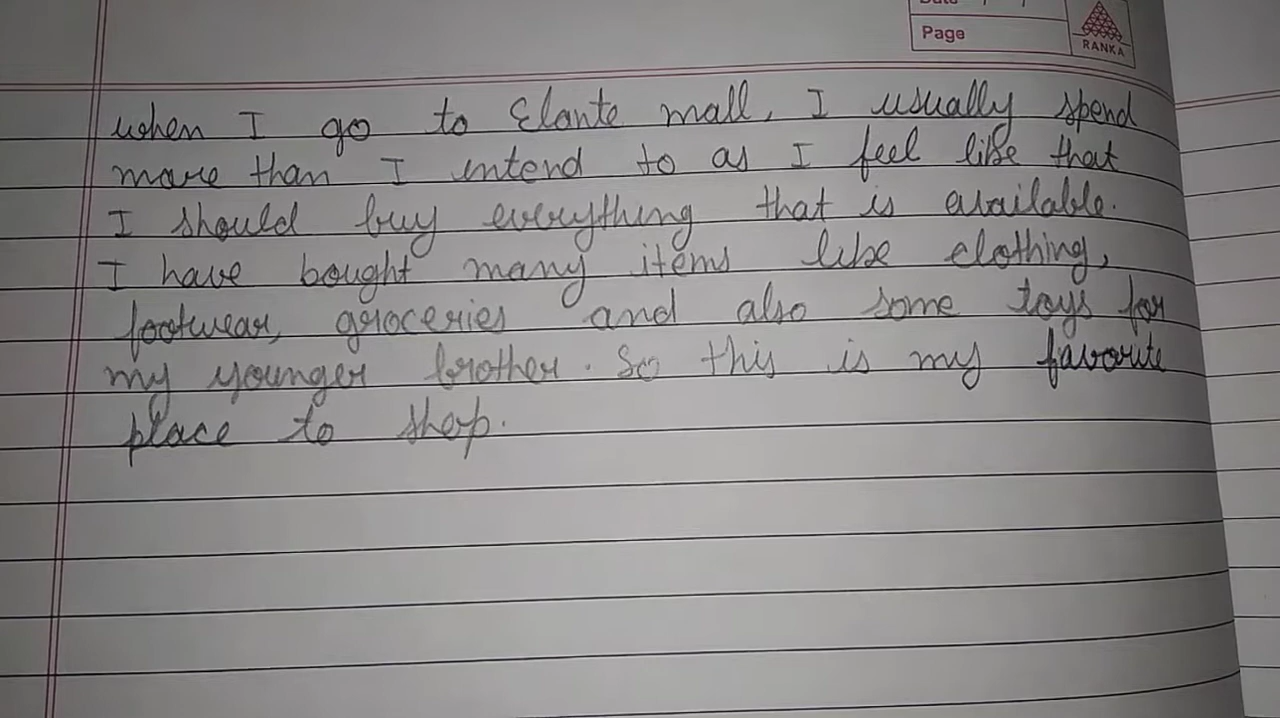 Date / /
Page
RANKA
when I go to Elante mall, I usually spend
more than I intend to as I feel like that
I should buy everything that is available.
I have bought many items like clothing,
footwear, groceries and also some toys for
my younger brother. So this is my favorite
place to shop.